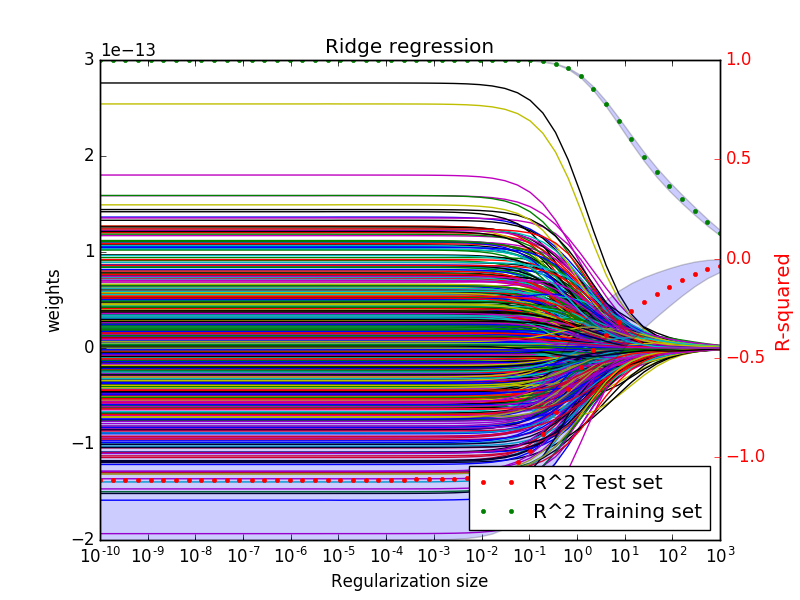 Ridge regression
1e−13
3
2
1
0
−1
−2
weights
1.0
0.5
0.0
−0.5
−1.0
R-squared
R^2 Test set
R^2 Training set
10^-10 10^-9 10^-8 10^-7 10^-6 10^-5 10^-4 10^-3 10^-2 10^-1 10^0 10^1 10^2 10^3
Regularization size